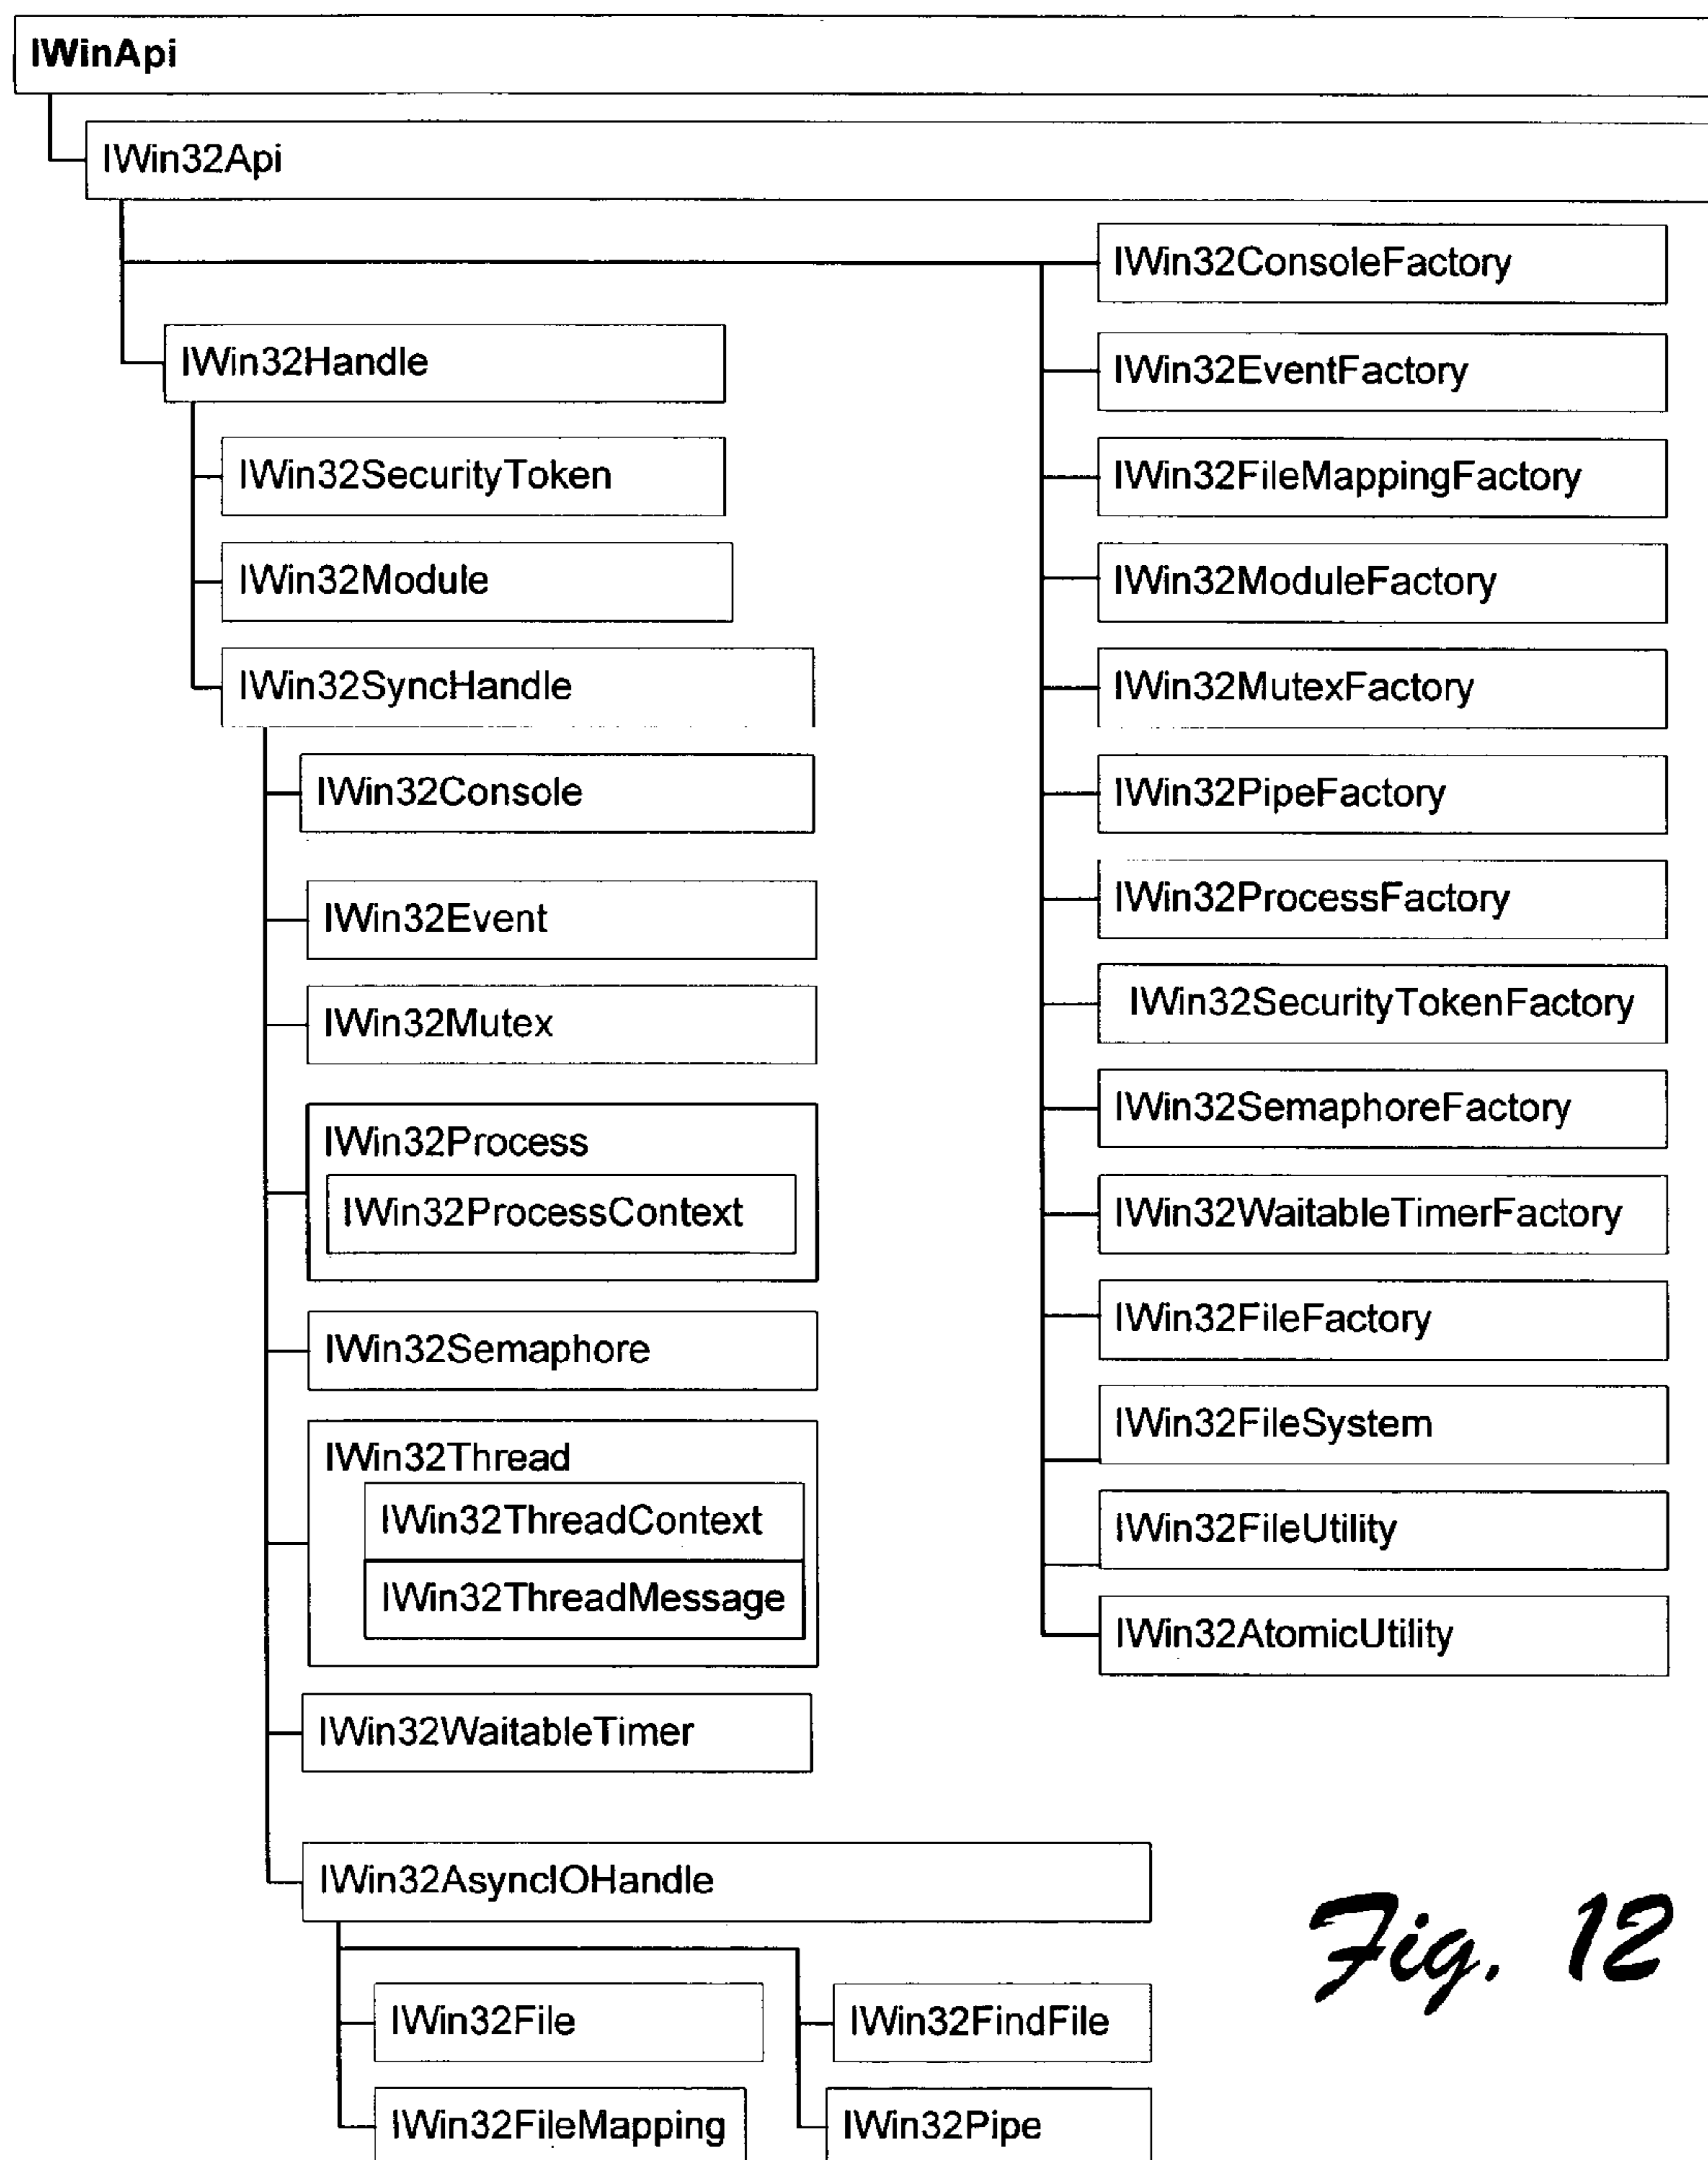 IWinApi
IWin32Api
IWin32Handle
IWin32SecurityToken
IWin32Module
IWin32SyncHandle
IWin32Console
IWin32Event
IWin32Mutex
IWin32Process
IWin32ProcessContext
IWin32Semaphore
IWin32Thread
IWin32ThreadContext
IWin32ThreadMessage
IWin32WaitableTimer
IWin32AsyncIOHandle
IWin32File
IWin32FindFile
IWin32FileMapping
IWin32Pipe
IWin32ConsoleFactory
IWin32EventFactory
IWin32FileMappingFactory
IWin32ModuleFactory
IWin32MutexFactory
IWin32PipeFactory
IWin32ProcessFactory
IWin32SecurityTokenFactory
IWin32SemaphoreFactory
IWin32WaitableTimerFactory
IWin32FileFactory
IWin32FileSystem
IWin32FileUtility
IWin32AtomicUtility
Fig. 12